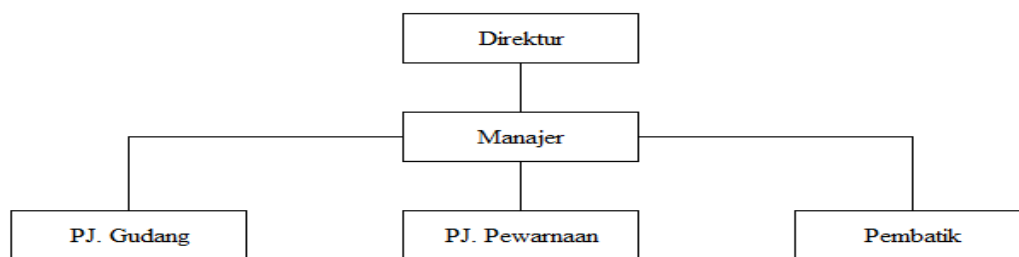 Direktur
Manajer
PJ. Gudang
PJ. Pewarnaan
Pembatik